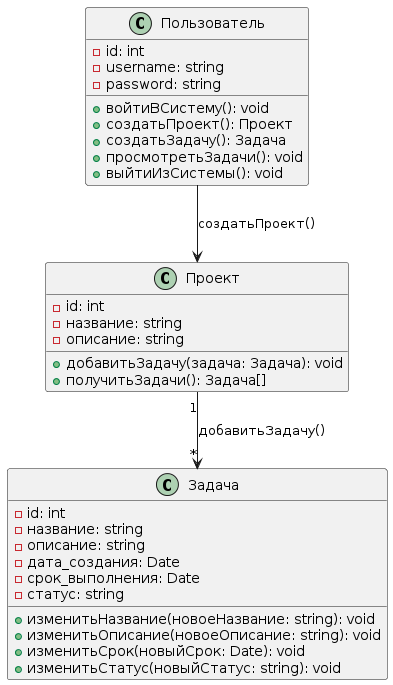 C Пользователь
id: int
username: string
password: string
войтиВСистему(): void
создатьПроект(): Проект
создатьЗадачу(): Задача
просмотретьЗадачи(): void
выйтиИзСистемы(): void
создатьПроект()
C Проект
id: int
название: string
описание: string
добавитьЗадачу(задача: Задача): void
получитьЗадачи(): Задача[]
1
добавитьЗадачу()
*
C Задача
id: int
название: string
описание: string
дата_создания: Date
срок_выполнения: Date
статус: string
изменитьНазвание(новоеНазвание: string): void
изменитьОписание(новоеОписание: string): void
изменитьСрок(новыйСрок: Date): void
изменитьСтатус(новыйСтатус: string): void